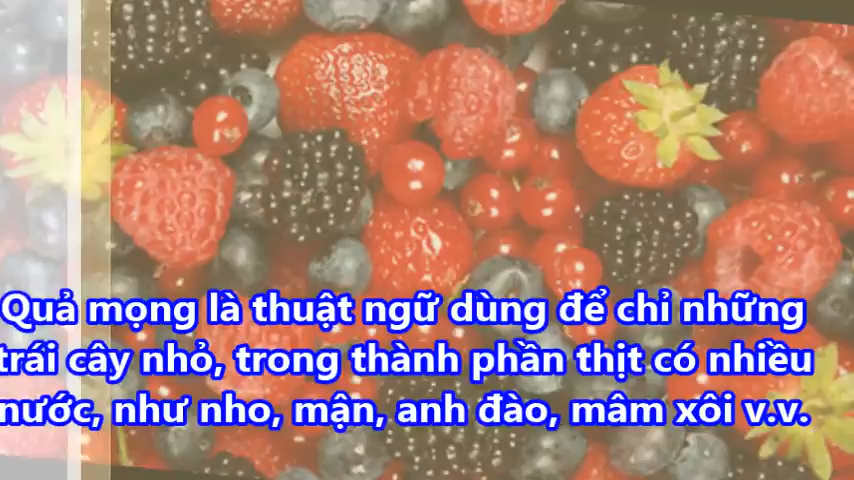 Quả mọng là thuật ngữ dùng để chỉ những
trái cây nhỏ, trong thành phần thịt có nhiều
nước, như nho, mận, anh đào, mâm xôi v.v.